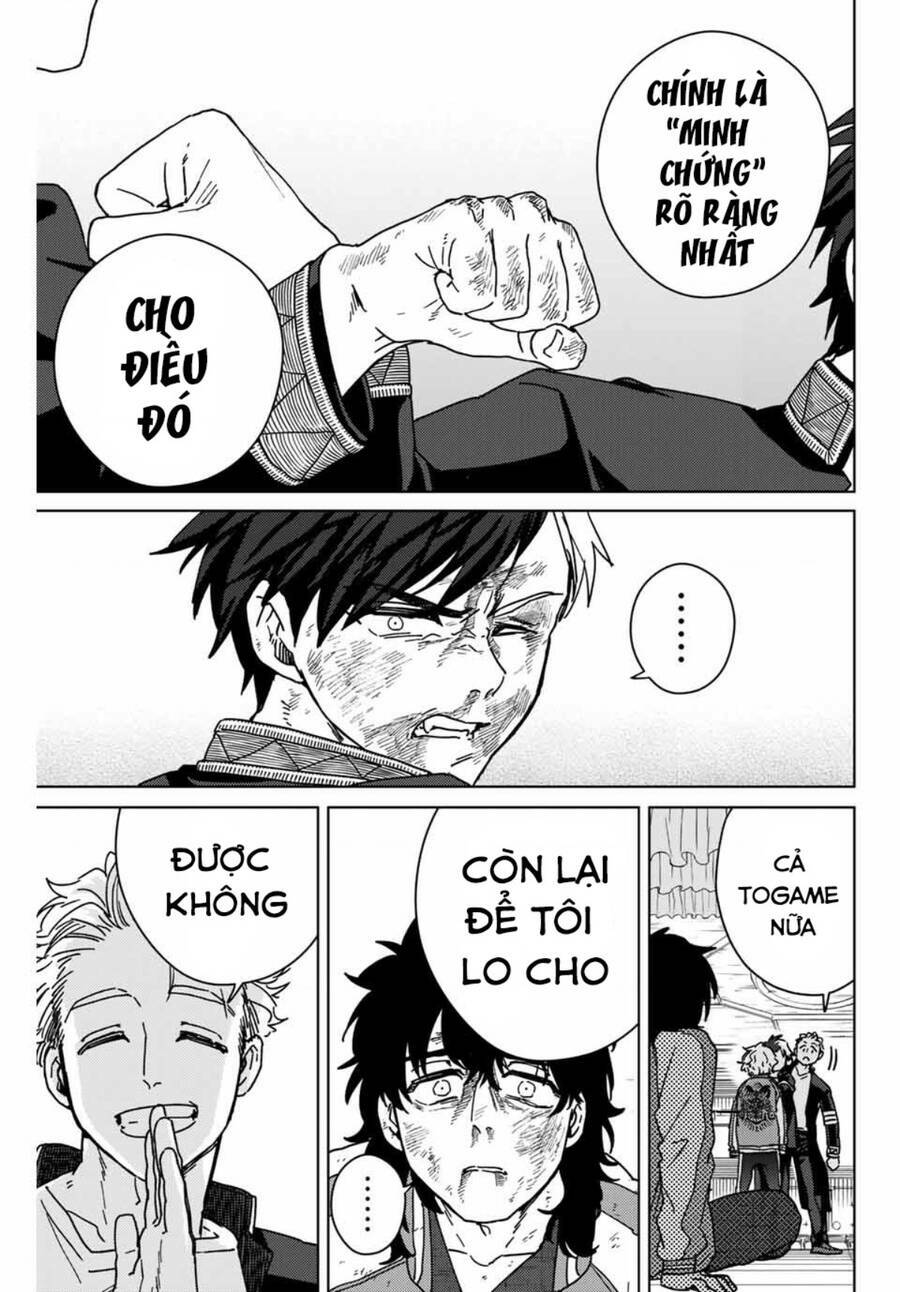 CHÍNH LÀ
"MINH
CHỨNG"
RÕ RÀNG
NHẤT
CHO
ĐIỀU
ĐÓ
......
CẢ
TOGAME
NỮA
CÒN LẠI
ĐỂ TÔI
LO CHO
......
ĐƯỢC
KHÔNG